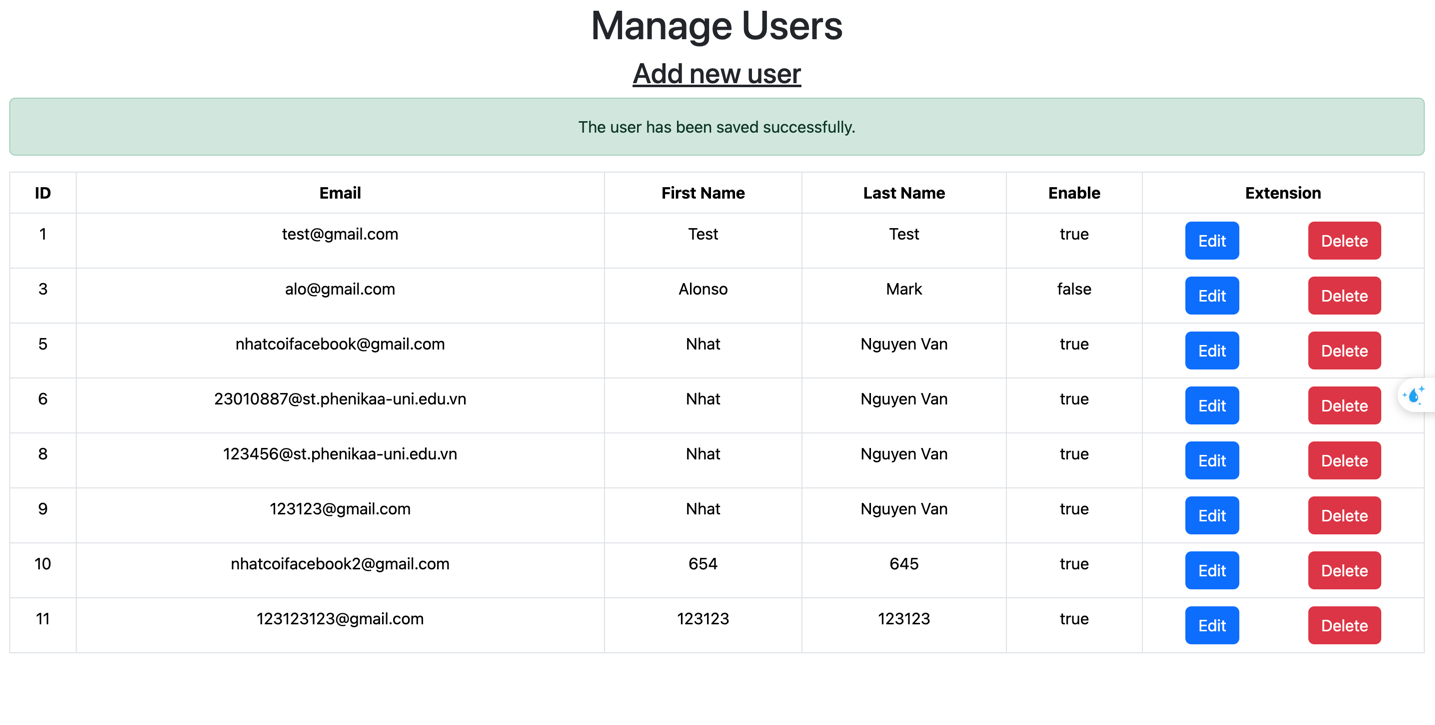 Manage Users
Add new user
The user has been saved successfully.
ID Email First Name Last Name Enable Extension
1 test@gmail.com Test Test true Edit Delete
3 alo@gmail.com Alonso Mark false Edit Delete
5 nhatcoifacebook@gmail.com Nhat Nguyen Van true Edit Delete
6 23010887@st.phenikaa-uni.edu.vn Nhat Nguyen Van true Edit Delete
8 123456@st.phenikaa-uni.edu.vn Nhat Nguyen Van true Edit Delete
9 123123@gmail.com Nhat Nguyen Van true Edit Delete
10 nhatcoifacebook2@gmail.com 654 645 true Edit Delete
11 123123123@gmail.com 123123 123123 true Edit Delete